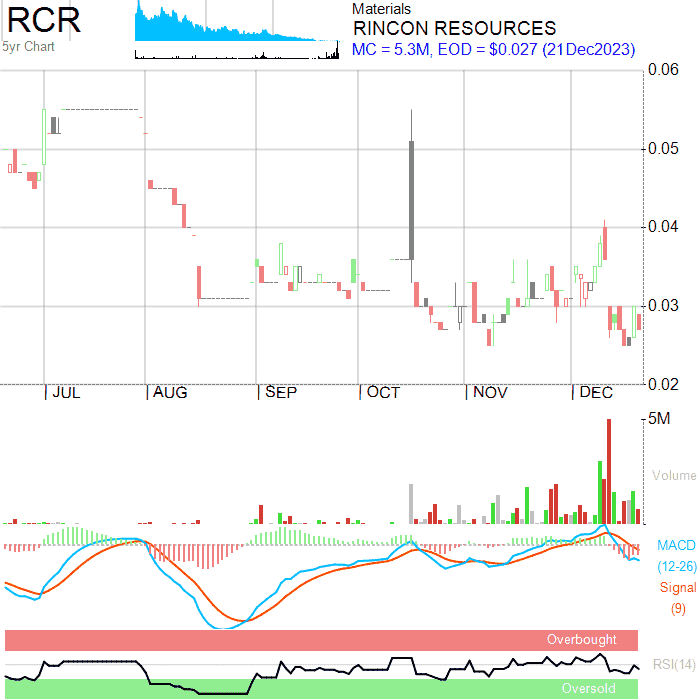 RCR
5yr Chart
Materials
RINCON RESOURCES
MC = 5.3M, EOD = $0.027 (21Dec2023)
0.06
0.05
0.04
0.03
0.02
JUL AUG SEP OCT NOV DEC
5M
Volume
MACD
(12-26)
Signal
(9)
Overbought
RSI(14)
Oversold